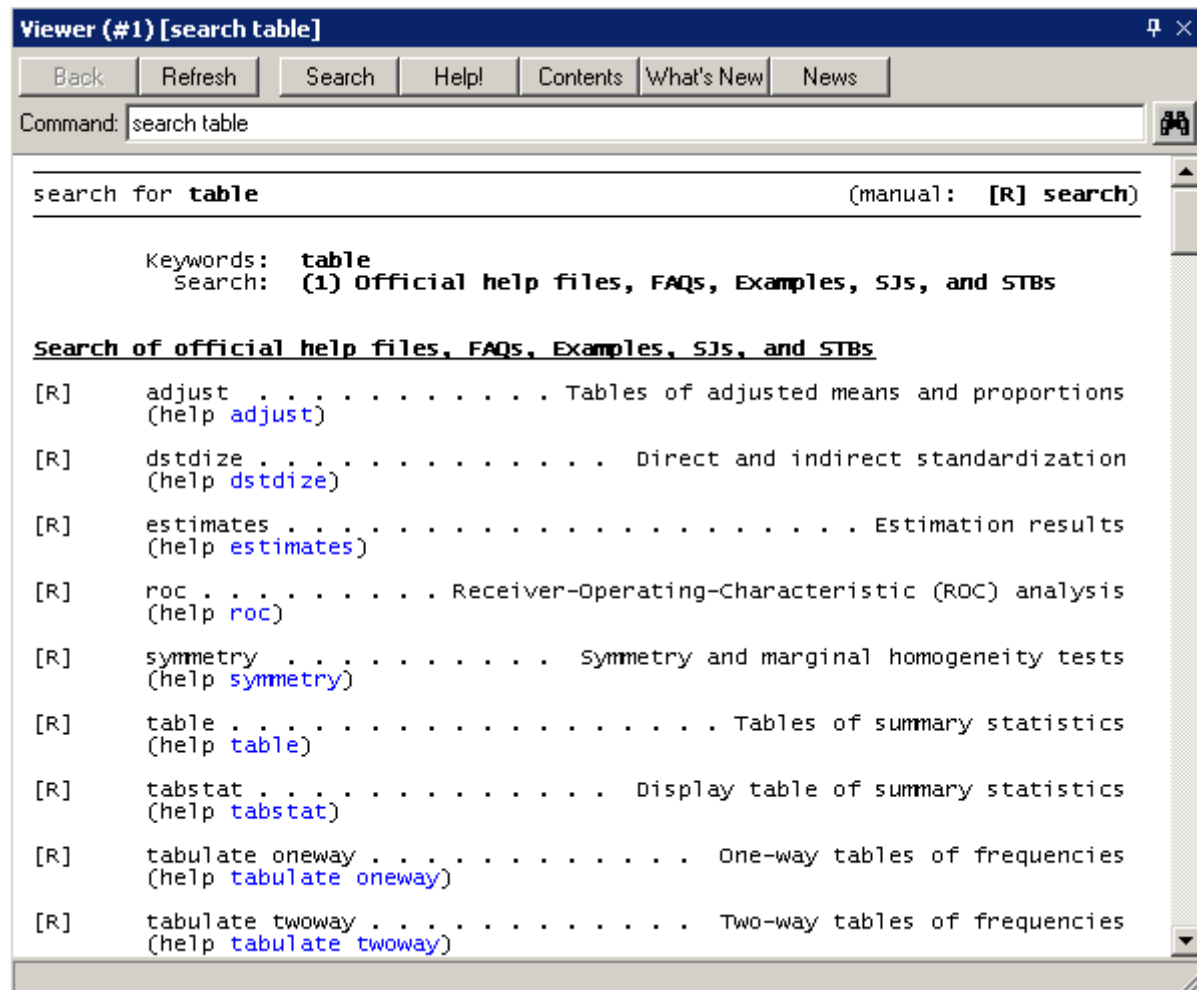 Viewer (#1) [search table]
Back Refresh Search Help! Contents What's New News
Command: search table
search for table (manual: [R] search)
Keywords: table
Search: (1) Official help files, FAQs, Examples, SJs, and STBs
Search of official help files, FAQs, Examples, SJs, and STBs
[R] adjust . . . . . . . . . . . . Tables of adjusted means and proportions
(help adjust)
[R] dstdize . . . . . . . . . . . . . . Direct and indirect standardization
(help dstdize)
[R] estimates . . . . . . . . . . . . . . . . . . . . . . . Estimation results
(help estimates)
[R] roc . . . . . . . . . . Receiver-Operating-Characteristic (ROC) analysis
(help roc)
[R] symmetry . . . . . . . . . . . Symmetry and marginal homogeneity tests
(help symmetry)
[R] table . . . . . . . . . . . . . . . . . . . . Tables of summary statistics
(help table)
[R] tabstat . . . . . . . . . . . . . . Display table of summary statistics
(help tabstat)
[R] tabulate oneway . . . . . . . . . . . . . One-way tables of frequencies
(help tabulate oneway)
[R] tabulate twoway . . . . . . . . . . . . . Two-way tables of frequencies
(help tabulate twoway)